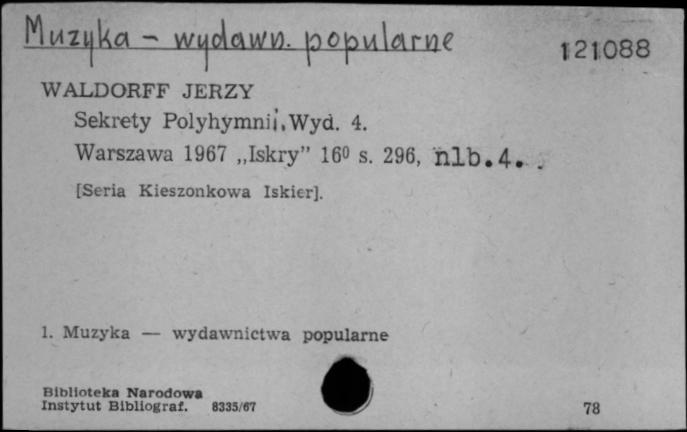 Muzyka – wydawn. popularne
121088
WALDORFF JERZY
Sekrety Polyhymnii. Wyd. 4.
Warszawa 1967 „Iskry” 16⁰ s. 296, nlb.4.
[Seria Kieszonkowa Iskier].
1. Muzyka — wydawnictwa popularne
Biblioteka Narodowa
Instytut Bibliograf. 8335/67
78